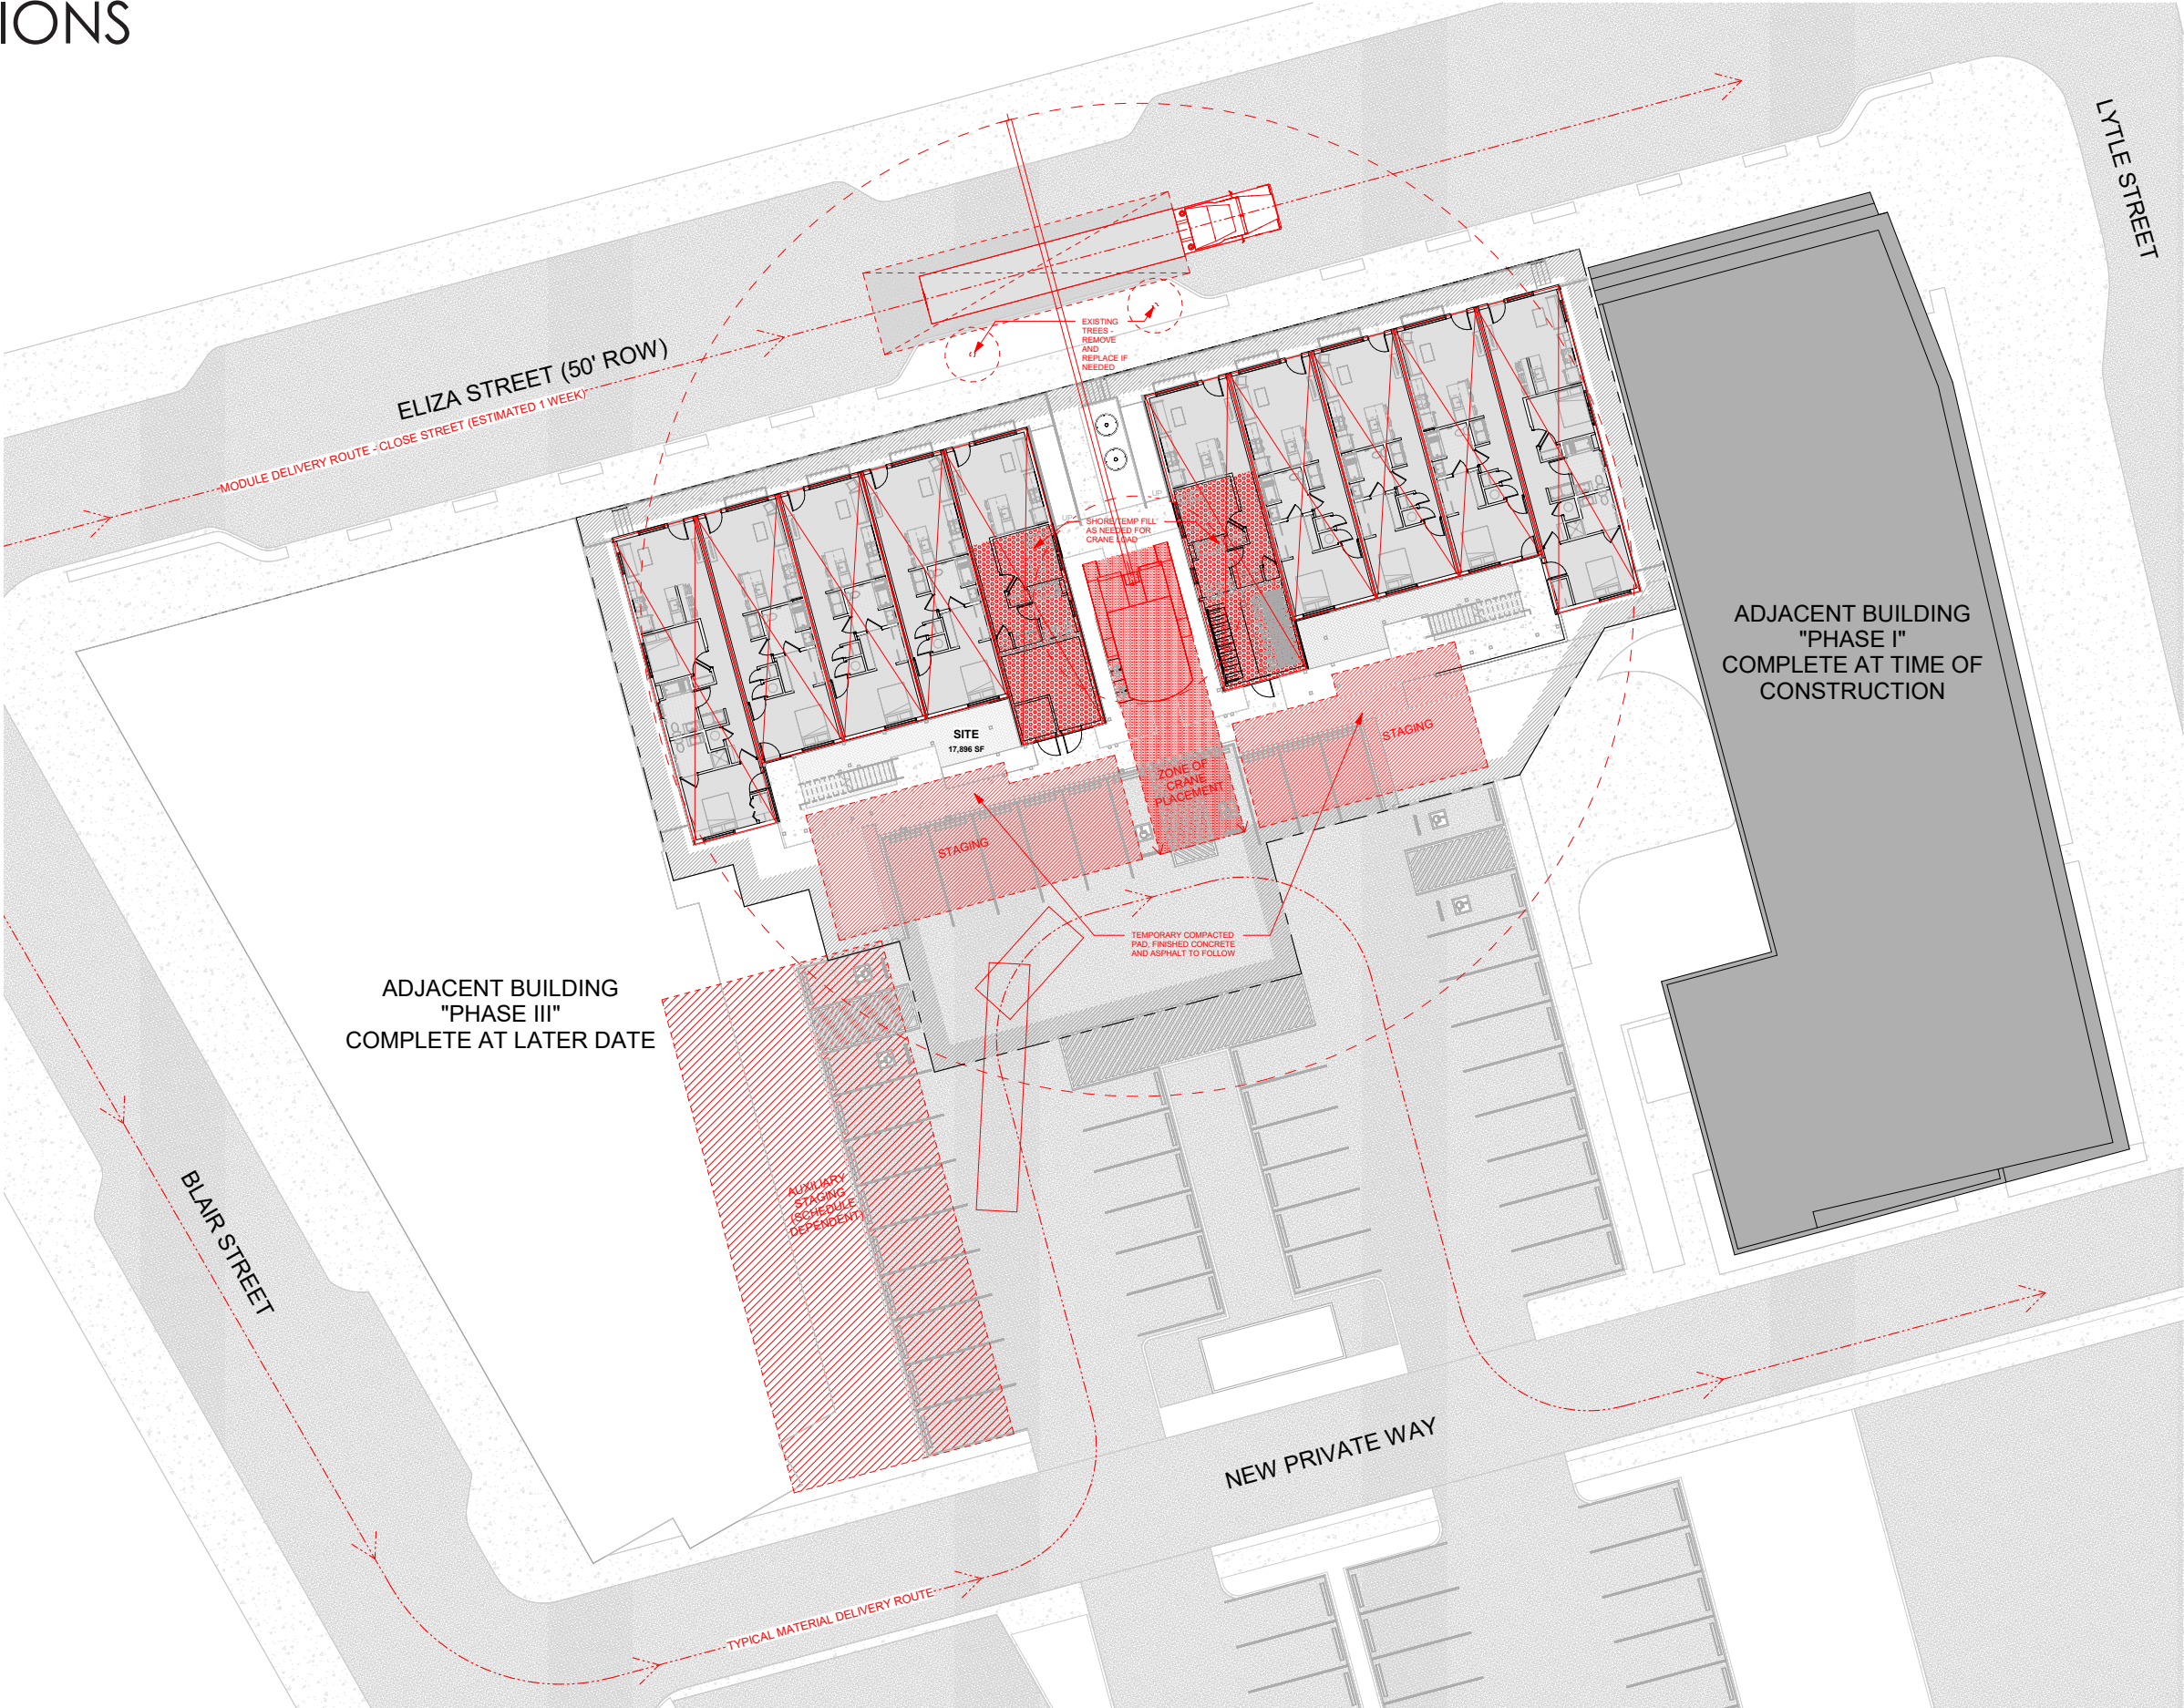 IONS
LYTLE STREET
ELIZA STREET (50' ROW)
MODULE DELIVERY ROUTE - CLOSE STREET (ESTIMATED 1 WEEK)
EXISTING
TREES -
REMOVE
AND
REPLACE IF
NEEDED
UP
UP
SHORE/TEMP FILL
AS NEEDED FOR
CRANE LOAD
ADJACENT BUILDING
"PHASE I"
COMPLETE AT TIME OF
CONSTRUCTION
SITE
17,896 SF
STAGING
ZONE OF
CRANE
PLACEMENT
STAGING
TEMPORARY COMPACTED
PAD, FINISHED CONCRETE
AND ASPHALT TO FOLLOW
ADJACENT BUILDING
"PHASE III"
COMPLETE AT LATER DATE
AUXILIARY
STAGING
(SCHEDULE
DEPENDENT)
BLAIR STREET
NEW PRIVATE WAY
TYPICAL MATERIAL DELIVERY ROUTE